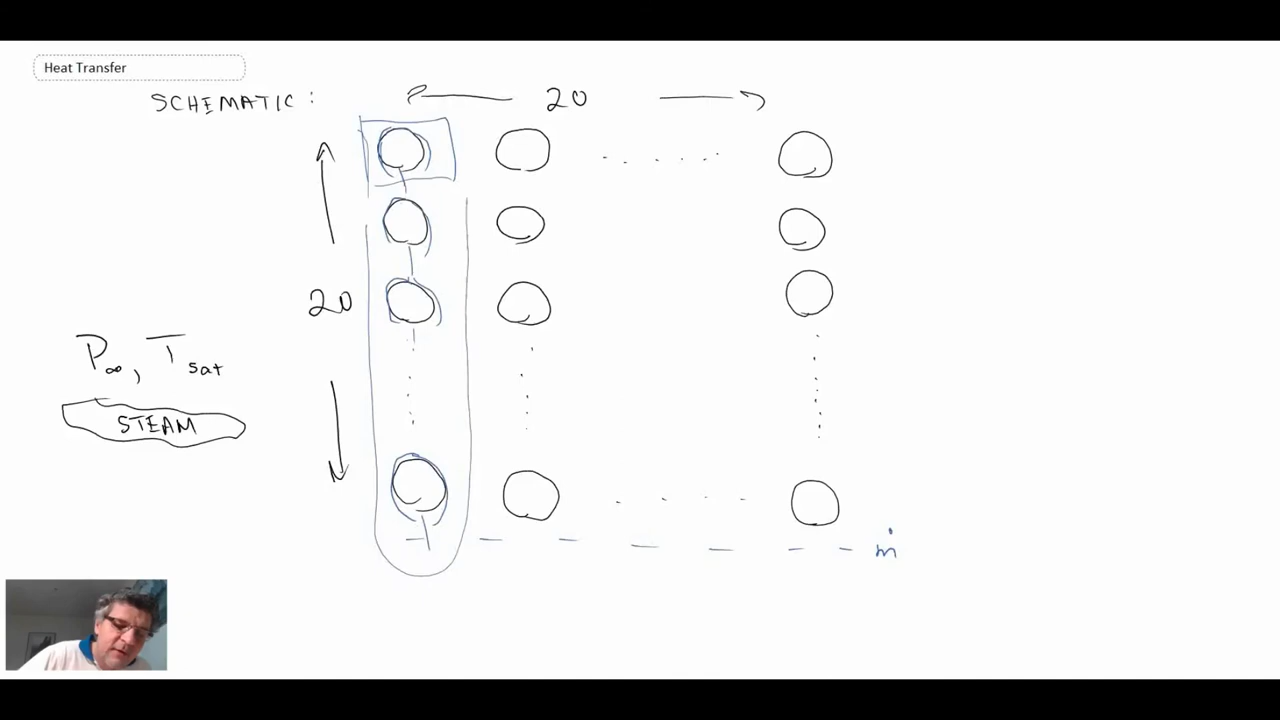 Heat Transfer
SCHEMATIC : 20
20
P∞, Tsat
STEAM
ṁ